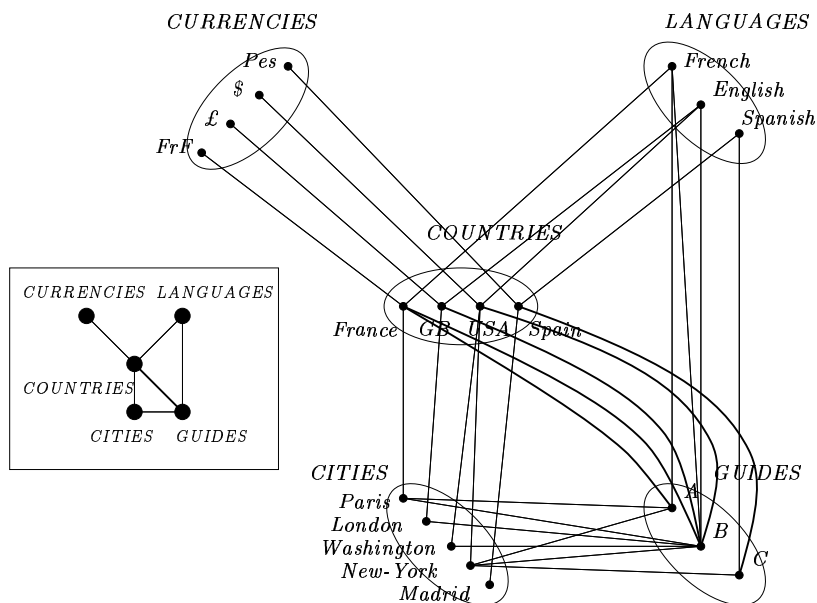 CURRENCIES
LANGUAGES
Pes
French
$
English
£
Spanish
FrF
COUNTRIES
France GB USA Spain
CURRENCIES LANGUAGES
COUNTRIES
CITIES GUIDES
CITIES
GUIDES
A
Paris
London
B
Washington
C
New-York
Madrid